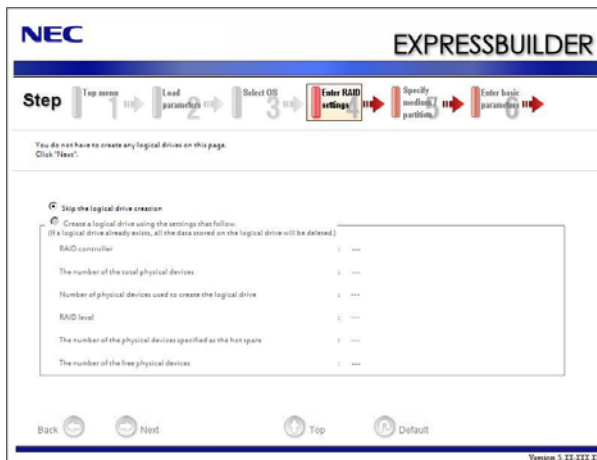 NEC
EXPRESSBUILDER
Step
Top menu
1
Load parameters
2
Select OS
3
Enter RAID settings
4
Specify medium / partition
5
Enter basic parameters
6
You do not have to create any logical drives on this page.
Click "Next".
Skip the logical drive creation
Create a logical drive using the settings that follow.
(If a logical drive already exists, all the data stored on the logical drive will be deleted.)
RAID controller : ---
The number of the total physical devices : ---
Number of physical devices used to create the logical drive : ---
RAID level : ---
The number of the physical devices specified as the hot spare : ---
The number of the free physical devices : ---
Back Next Top Default
Version 5.XX-XXX.XX